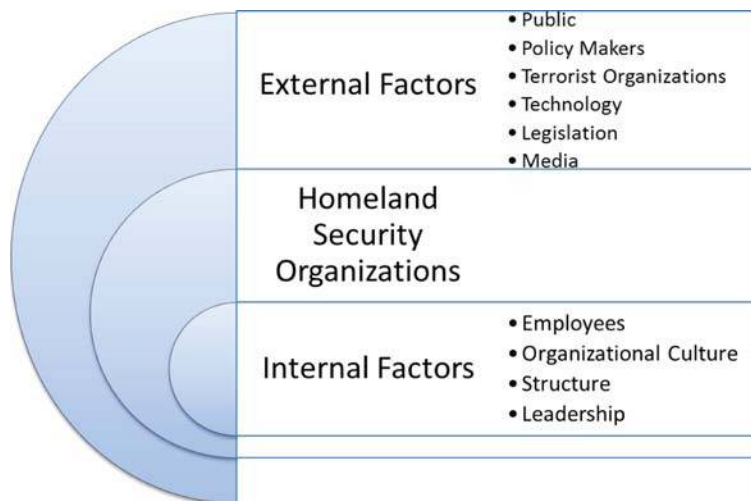 External Factors
• Public
• Policy Makers
• Terrorist Organizations
• Technology
• Legislation
• Media
Homeland
Security
Organizations
Internal Factors
• Employees
• Organizational Culture
• Structure
• Leadership